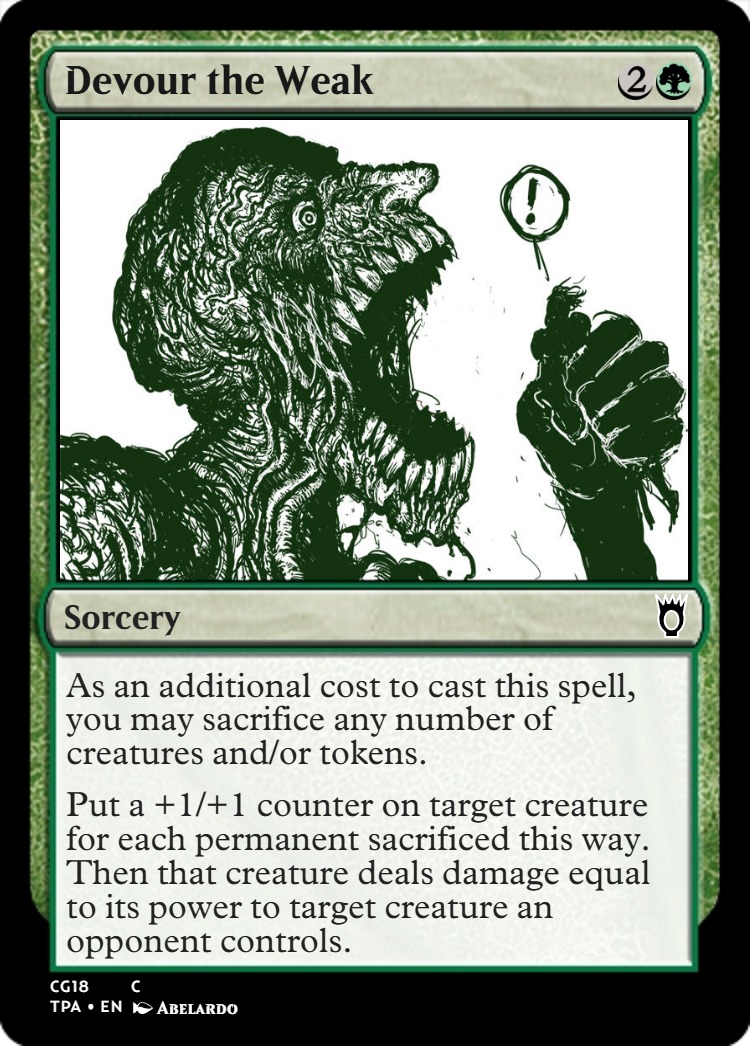 Devour the Weak 2
!
Sorcery
As an additional cost to cast this spell,
you may sacrifice any number of
creatures and/or tokens.
Put a +1/+1 counter on target creature
for each permanent sacrificed this way.
Then that creature deals damage equal
to its power to target creature an
opponent controls.
CG18 C
TPA • EN Abelardo